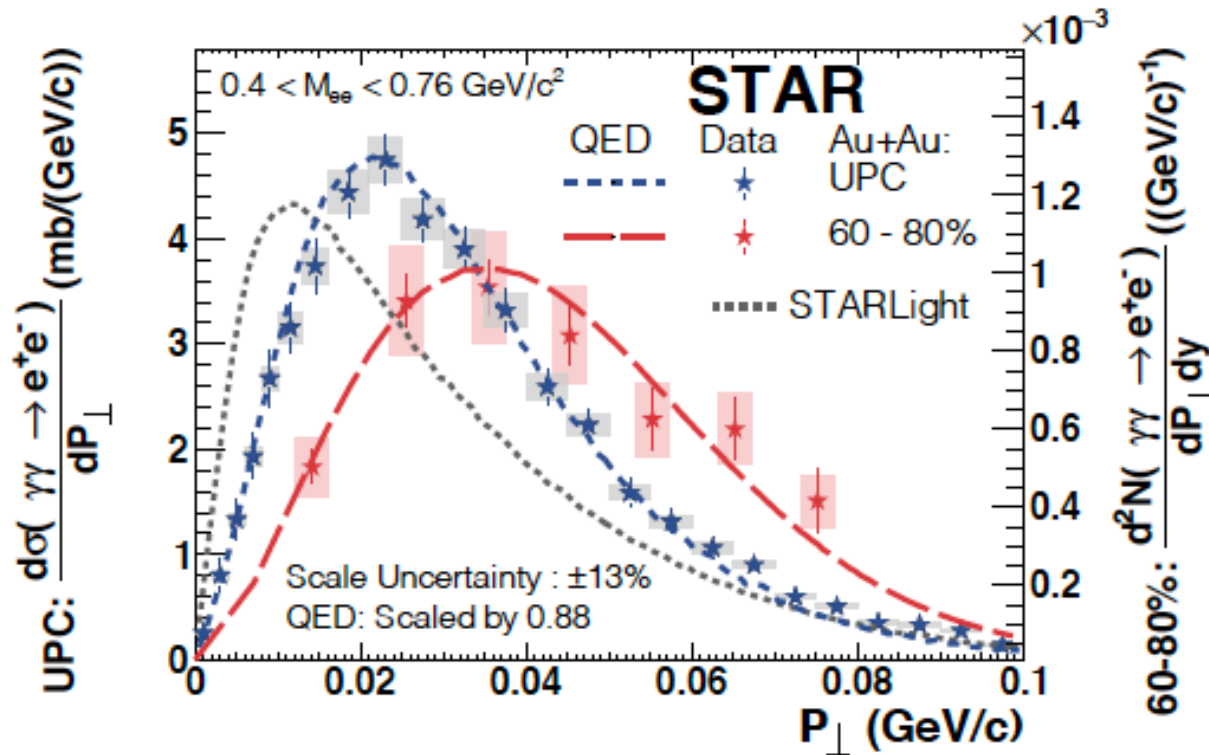 ×10⁻³
0.4 < Mₑₑ < 0.76 GeV/c²
STAR
QED Data Au+Au:
UPC
60 - 80%
STARLight
Scale Uncertainty : ±13%
QED: Scaled by 0.88
UPC: dσ( γγ → e⁺e⁻) / dP⊥ (mb/(GeV/c))
5
4
3
2
1
0
60-80%: d²N( γγ → e⁺e⁻) / dP⊥dy ((GeV/c)⁻¹)
1.4
1.2
1
0.8
0.6
0.4
0.2
0 0.02 0.04 0.06 0.08 0.1
P⊥ (GeV/c)